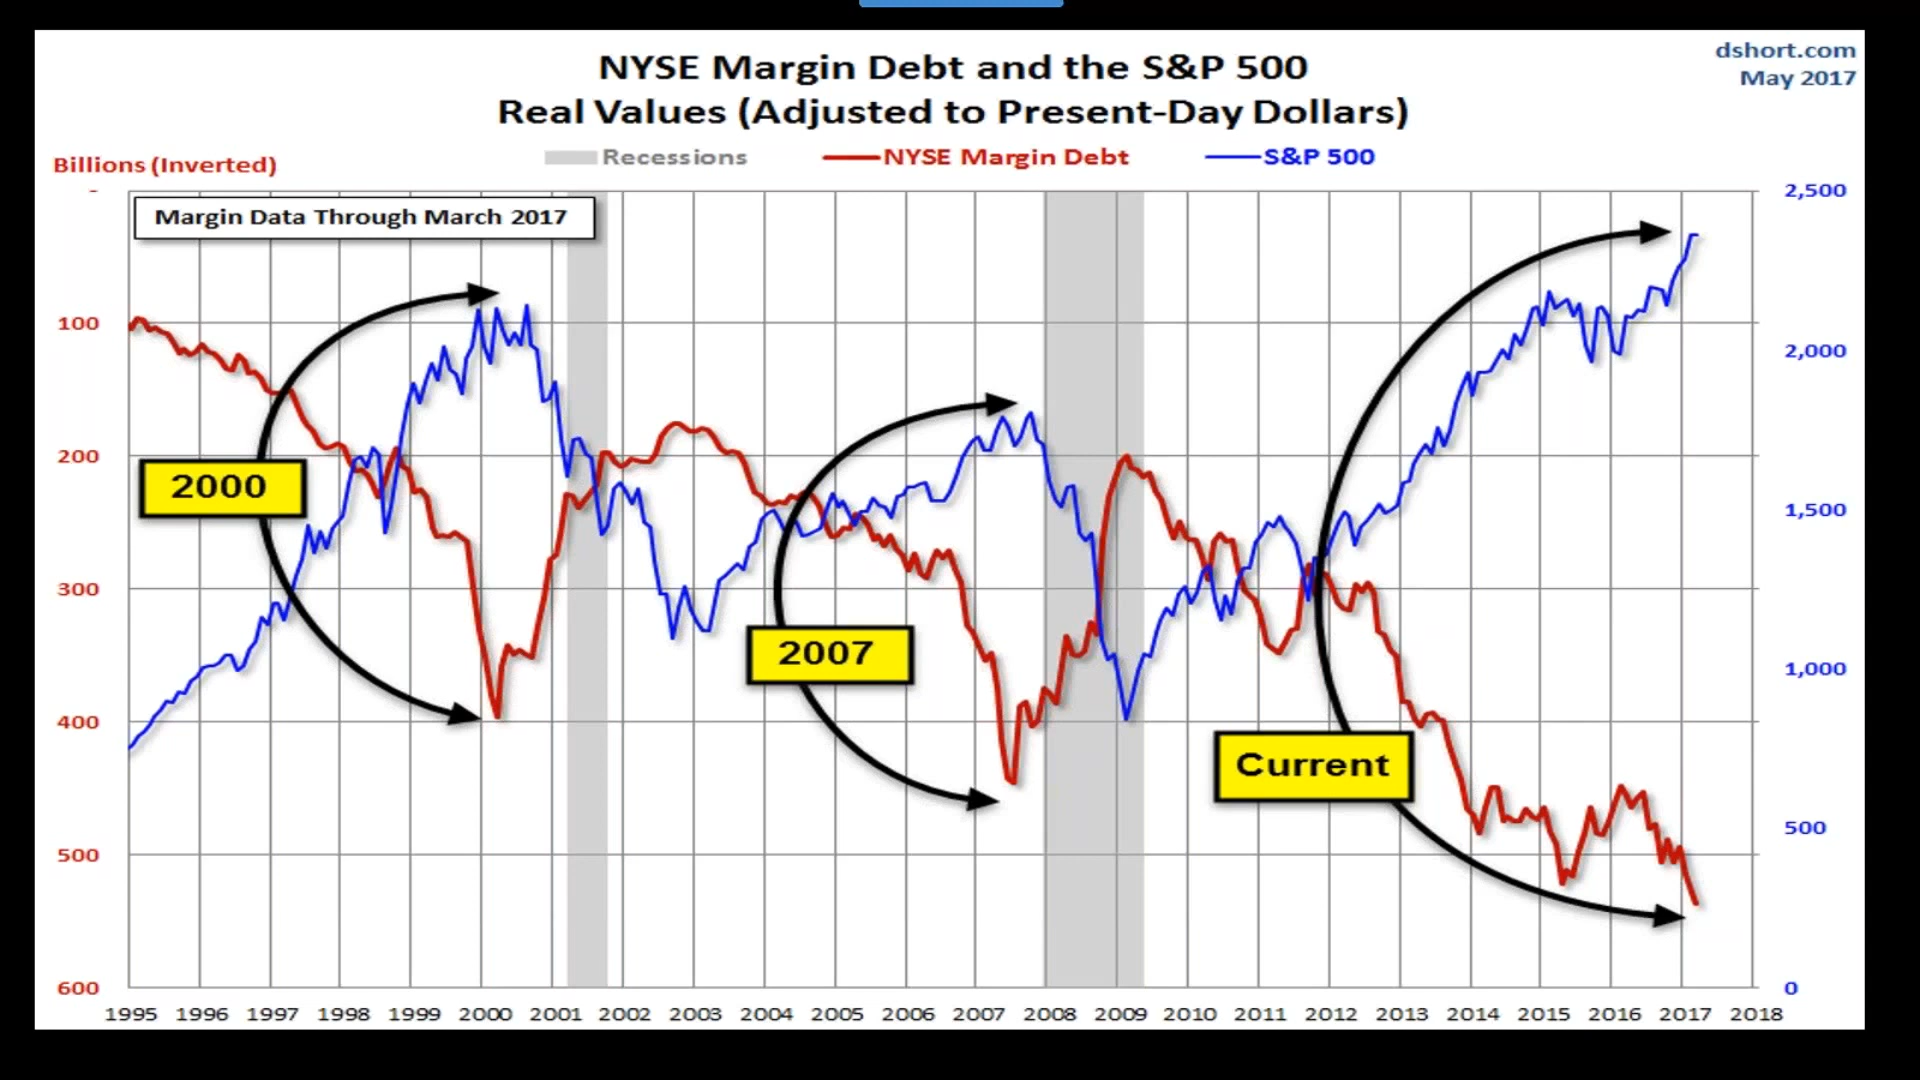 NYSE Margin Debt and the S&P 500
Real Values (Adjusted to Present-Day Dollars)
dshort.com
May 2017
Billions (Inverted)
Recessions NYSE Margin Debt S&P 500
Margin Data Through March 2017
-
100
200
300
400
500
600
2,500
2,000
1,500
1,000
500
0
2000
2007
Current
1995 1996 1997 1998 1999 2000 2001 2002 2003 2004 2005 2006 2007 2008 2009 2010 2011 2012 2013 2014 2015 2016 2017 2018